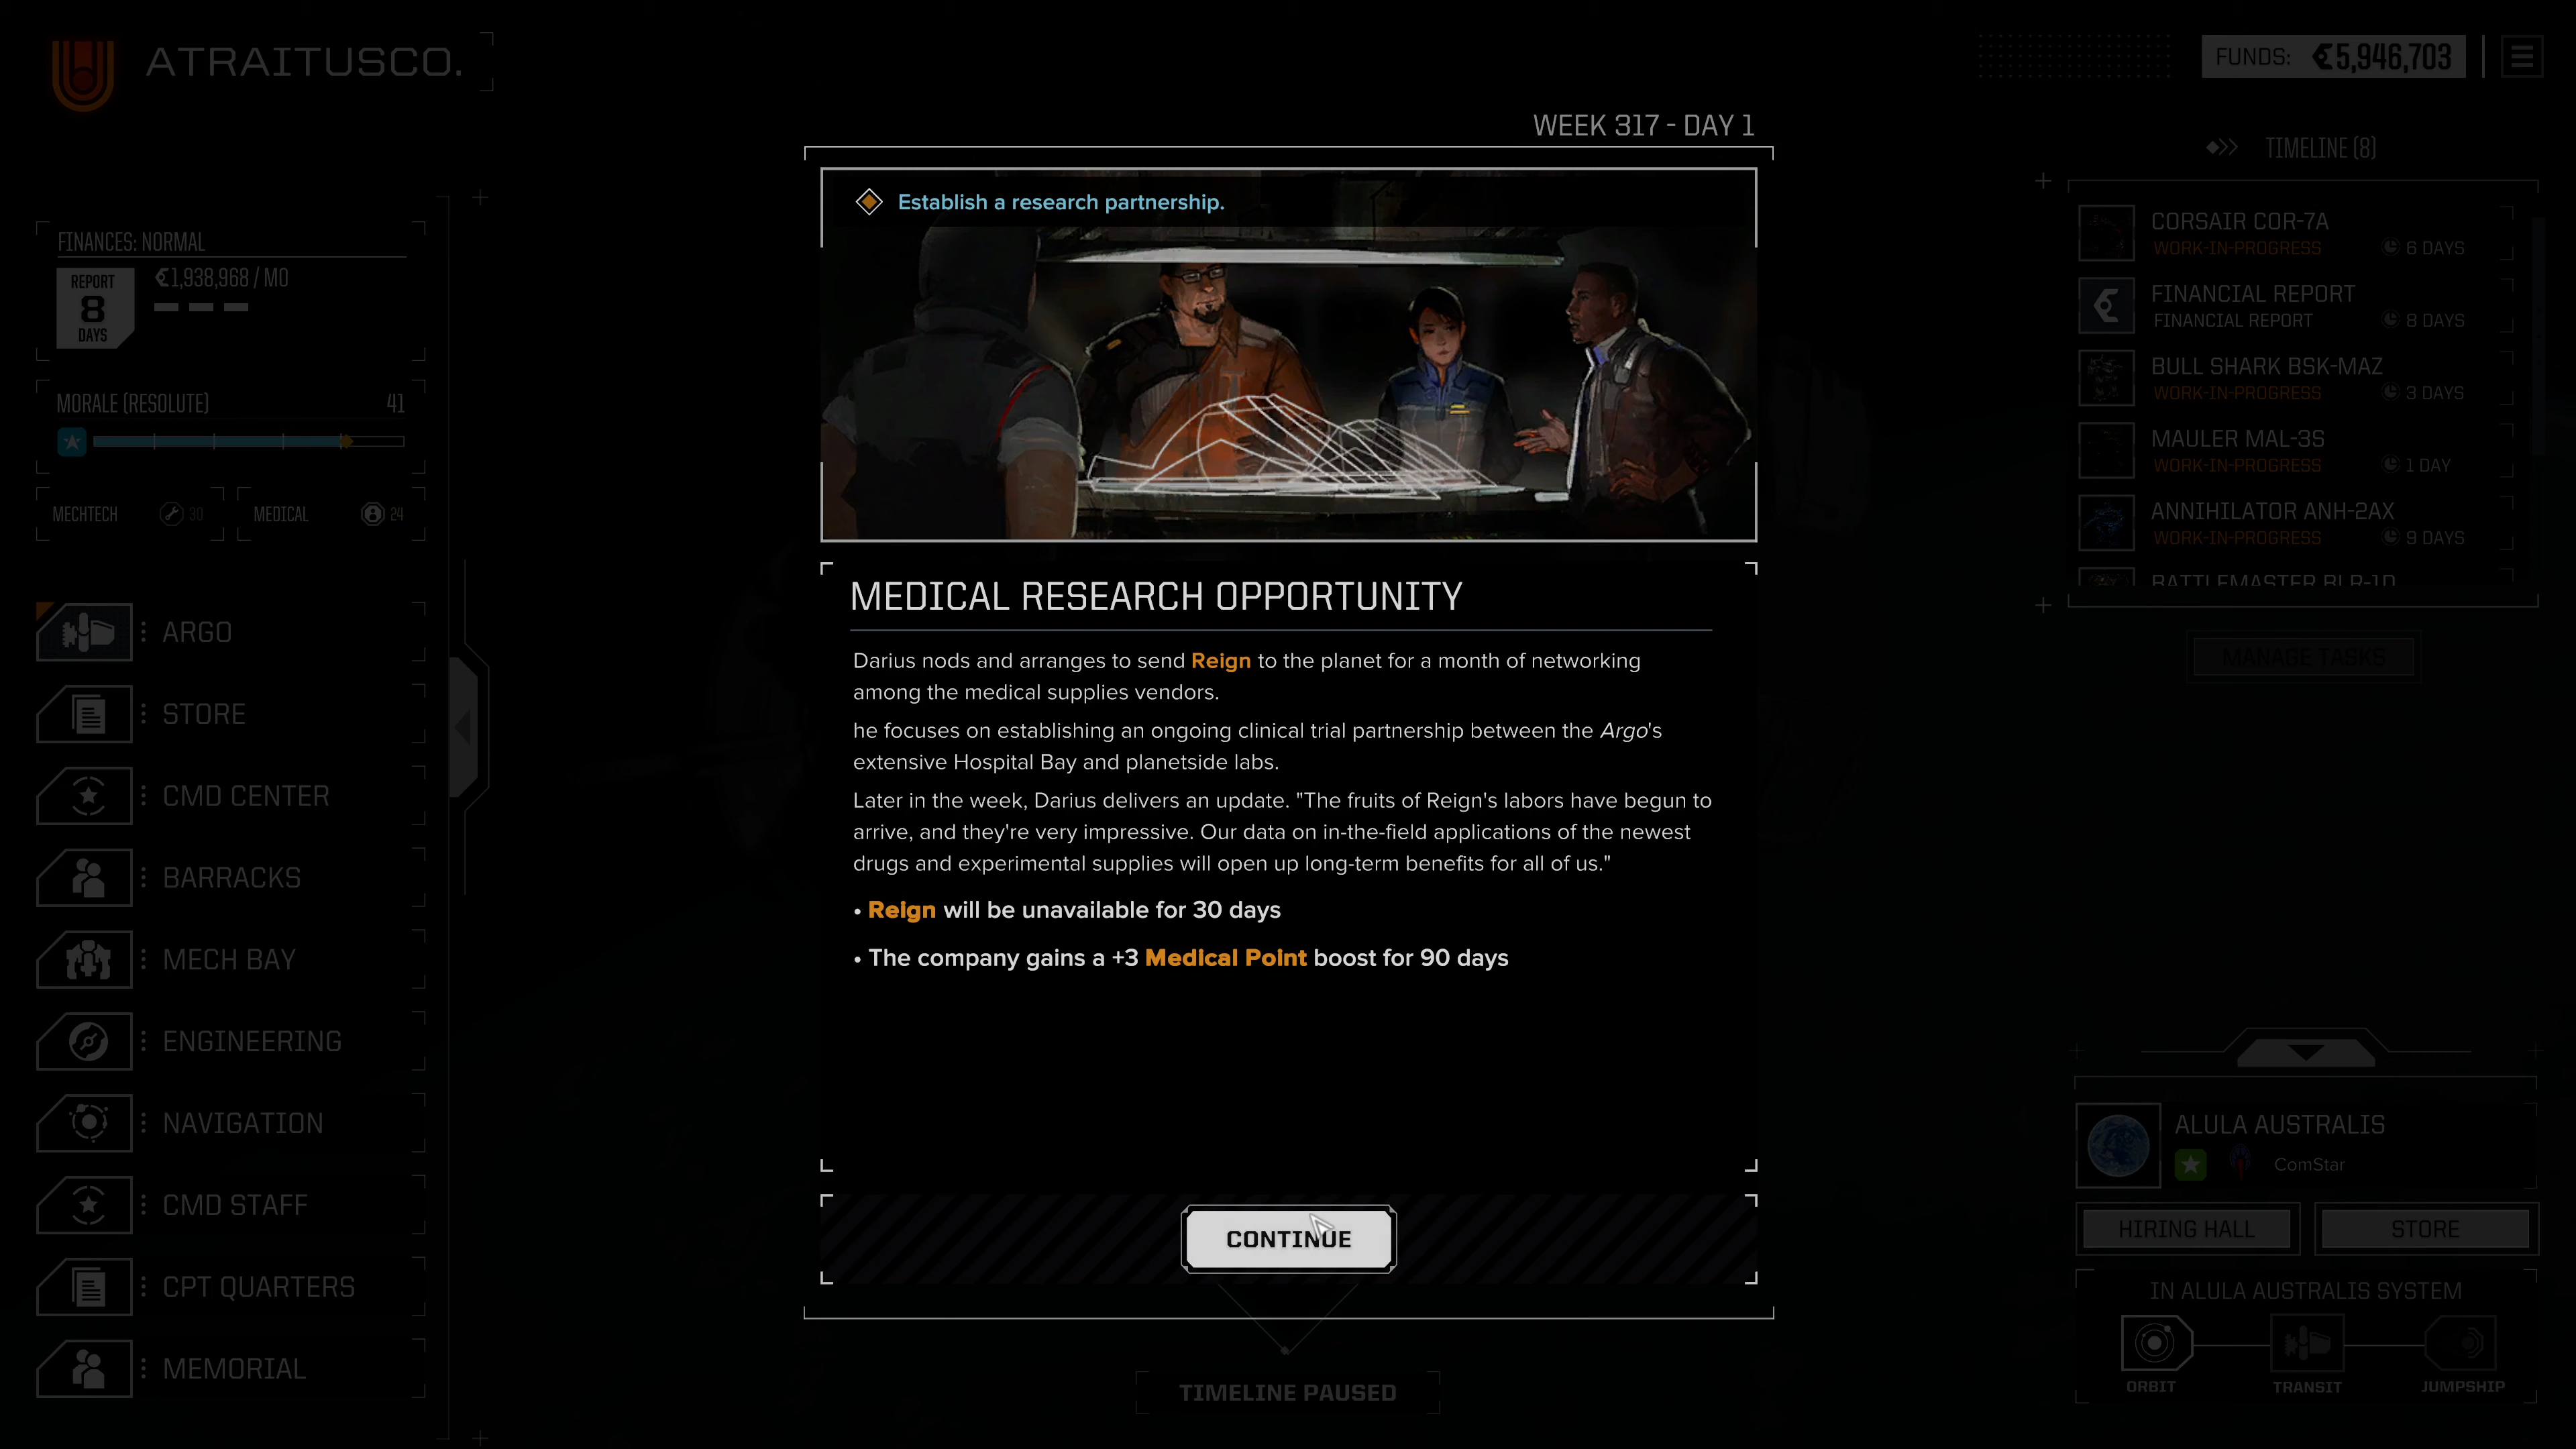 ATRAITUSCO.
FUNDS: 5,946,703
WEEK 317 - DAY 1
TIMELINE (8)
FINANCES: NORMAL
REPORT
8
DAYS
1,938,968 / MO
MORALE (RESOLUTE) 41
MECHTECH 30
MEDICAL 24
ARGO
STORE
CMD CENTER
BARRACKS
MECH BAY
ENGINEERING
NAVIGATION
CMD STAFF
CPT QUARTERS
MEMORIAL
Establish a research partnership.
MEDICAL RESEARCH OPPORTUNITY
Darius nods and arranges to send Reign to the planet for a month of networking
among the medical supplies vendors.
he focuses on establishing an ongoing clinical trial partnership between the Argo's
extensive Hospital Bay and planetside labs.
Later in the week, Darius delivers an update. "The fruits of Reign's labors have begun to
arrive, and they're very impressive. Our data on in-the-field applications of the newest
drugs and experimental supplies will open up long-term benefits for all of us."
• Reign will be unavailable for 30 days
• The company gains a +3 Medical Point boost for 90 days
CONTINUE
TIMELINE PAUSED
CORSAIR COR-7A
WORK-IN-PROGRESS 6 DAYS
FINANCIAL REPORT
FINANCIAL REPORT 8 DAYS
BULL SHARK BSK-MAZ
WORK-IN-PROGRESS 3 DAYS
MAULER MAL-3S
WORK-IN-PROGRESS 1 DAY
ANNIHILATOR ANH-2AX
WORK-IN-PROGRESS 9 DAYS
BATTLEMASTER BLR-1D
MANAGE TASKS
ALULA AUSTRALIS
ComStar
HIRING HALL
STORE
IN ALULA AUSTRALIS SYSTEM
ORBIT
TRANSIT
JUMPSHIP